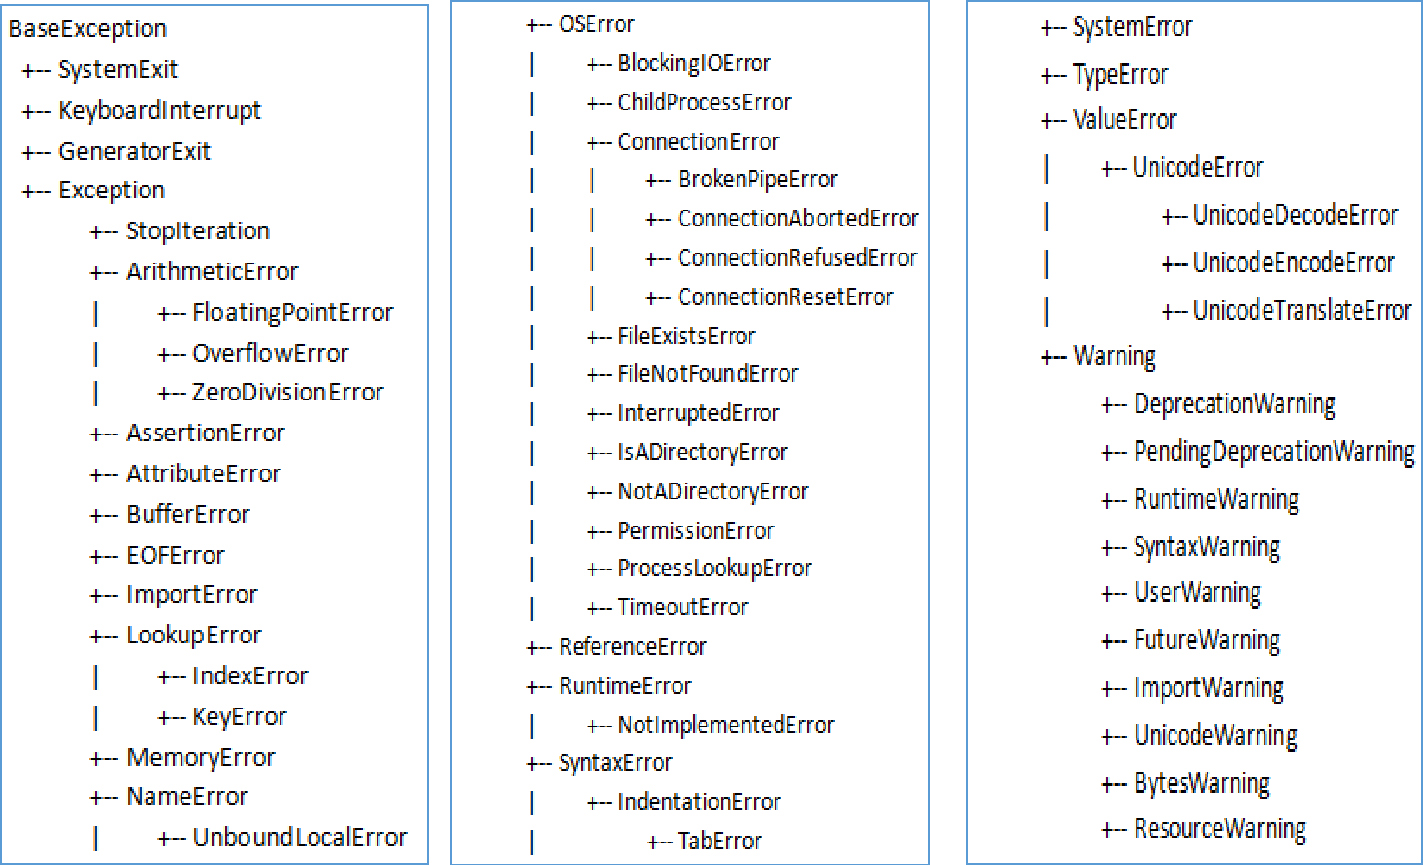 BaseException
+-- SystemExit
+-- KeyboardInterrupt
+-- GeneratorExit
+-- Exception
+-- StopIteration
+-- ArithmeticError
| +-- FloatingPointError
| +-- OverflowError
| +-- ZeroDivisionError
+-- AssertionError
+-- AttributeError
+-- BufferError
+-- EOFError
+-- ImportError
+-- LookupError
| +-- IndexError
| +-- KeyError
+-- MemoryError
+-- NameError
| +-- UnboundLocalError
+-- OSError
| +-- BlockingIOError
| +-- ChildProcessError
| +-- ConnectionError
| | +-- BrokenPipeError
| | +-- ConnectionAbortedError
| | +-- ConnectionRefusedError
| | +-- ConnectionResetError
| +-- FileExistsError
| +-- FileNotFoundError
| +-- InterruptedError
| +-- IsADirectoryError
| +-- NotADirectoryError
| +-- PermissionError
| +-- ProcessLookupError
| +-- TimeoutError
+-- ReferenceError
+-- RuntimeError
| +-- NotImplementedError
+-- SyntaxError
| +-- IndentationError
| +-- TabError
+-- SystemError
+-- TypeError
+-- ValueError
| +-- UnicodeError
| +-- UnicodeDecodeError
| +-- UnicodeEncodeError
| +-- UnicodeTranslateError
+-- Warning
+-- DeprecationWarning
+-- PendingDeprecationWarning
+-- RuntimeWarning
+-- SyntaxWarning
+-- UserWarning
+-- FutureWarning
+-- ImportWarning
+-- UnicodeWarning
+-- BytesWarning
+-- ResourceWarning